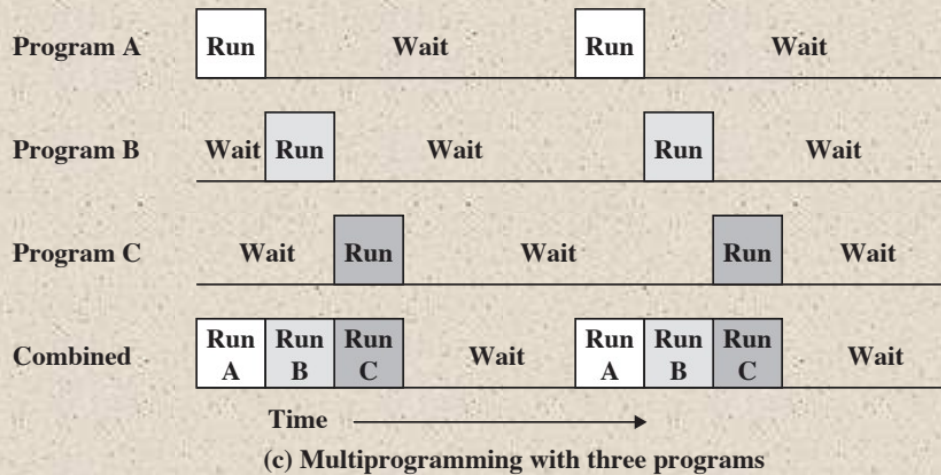 Program A Run Wait Run Wait
Program B Wait Run Wait Run Wait
Program C Wait Run Wait Run Wait
Combined Run A Run B Run C Wait Run A Run B Run C Wait
Time
(c) Multiprogramming with three programs